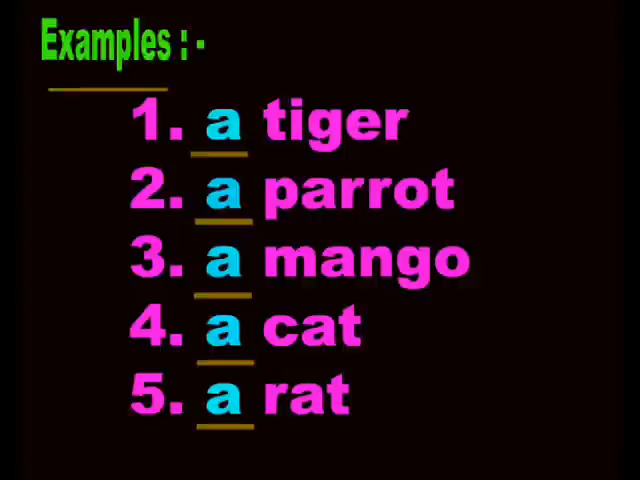 Examples : -
1. a tiger
2. a parrot
3. a mango
4. a cat
5. a rat